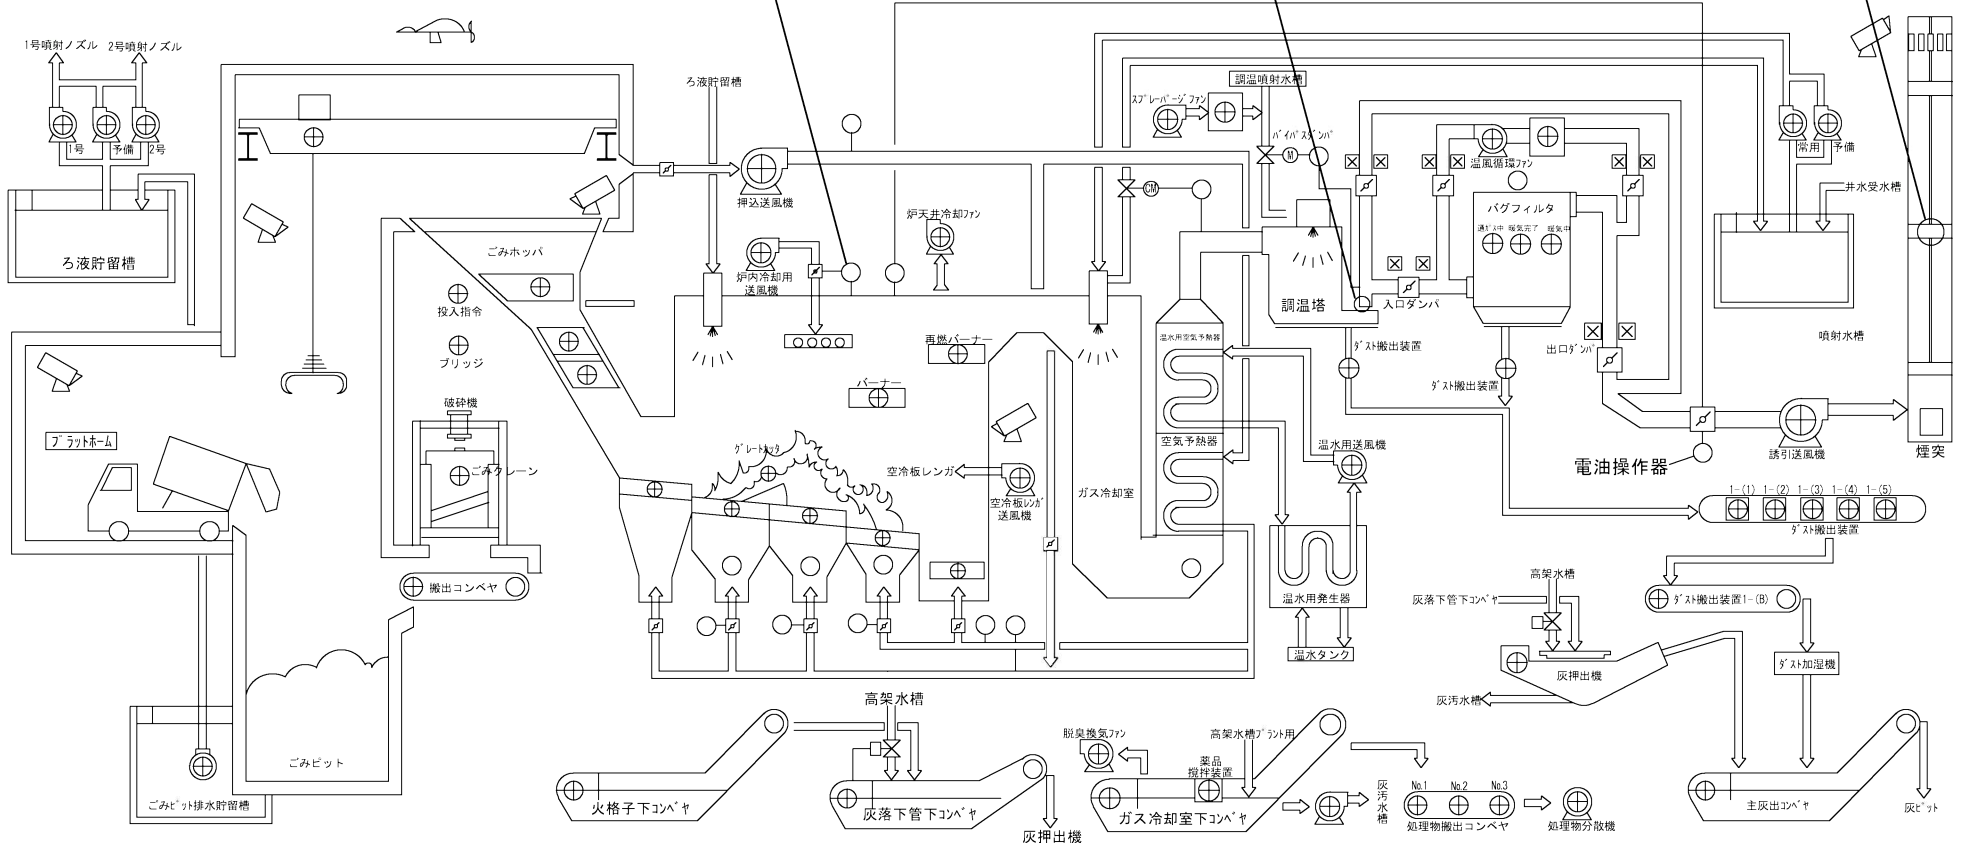 1号噴射ノズル
2号噴射ノズル
1号
予備
2号
ろ液貯留槽
プラットホーム
ごみピット排水貯留槽
ごみピット
投入指令
ブリッジ
破砕機
ごみクレーン
搬出コンベヤ
ごみホッパ
ろ液貯留槽
押込送風機
炉内冷却用
送風機
炉天井冷却ファン
再燃バーナー
バーナー
グレートカッタ
空冷板レンガ
空冷板レンガ
送風機
ガス冷却室
スプレーパージファン
調温噴射水槽
バイパスダンパ
M
CM
調温塔
温水用空気予熱器
空気予熱器
ダスト搬出装置
入口ダンパ
温風循環ファン
バグフィルタ
通ガス中
暖気完了
暖気中
ダスト搬出装置
出口ダンパ
常用
予備
井水受水槽
噴射水槽
煙突
誘引送風機
電油操作器
温水用送風機
温水用発生器
温水タンク
1-(1)
1-(2)
1-(3)
1-(4)
1-(5)
ダスト搬出装置
ダスト搬出装置1-(B)
ダスト加湿機
高架水槽
灰落下管下コンベヤ
灰押出機
灰汚水槽
主灰出コンベヤ
灰ピット
火格子下コンベヤ
高架水槽
灰落下管下コンベヤ
灰押出機
脱臭換気ファン
薬品
撹拌装置
高架水槽プラント用
ガス冷却室下コンベヤ
灰汚水槽
No.1
No.2
No.3
処理物搬出コンベヤ
処理物分散機